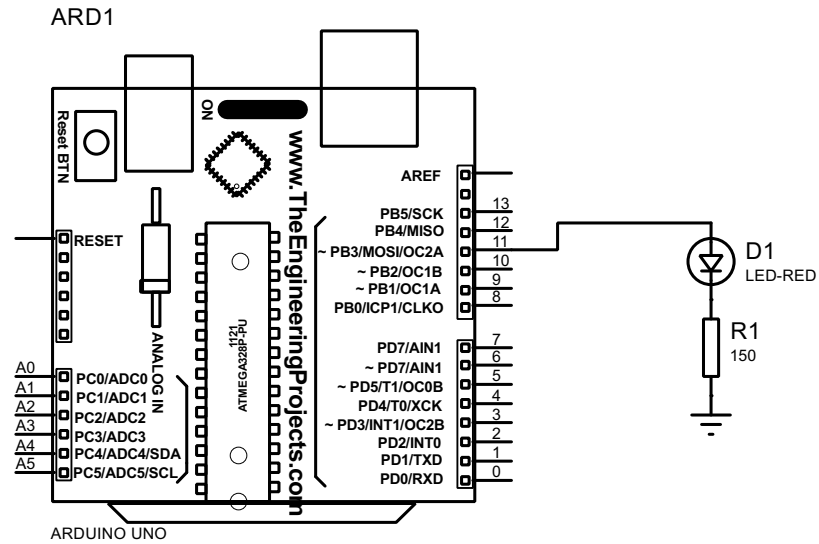 ARD1
ON
Reset BTN
www.TheEngineeringProjects.com
AREF
PB5/SCK 13
PB4/MISO 12
~ PB3/MOSI/OC2A 11
~ PB2/OC1B 10
~ PB1/OC1A 9
PB0/ICP1/CLKO 8
RESET
D1
LED-RED
R1
150
1121
ATMEGA328P-PU
ANALOG IN
PD7/AIN1 7
~ PD7/AIN1 6
~ PD5/T1/OC0B 5
PD4/T0/XCK 4
~ PD3/INT1/OC2B 3
PD2/INT0 2
PD1/TXD 1
PD0/RXD 0
A0 PC0/ADC0
A1 PC1/ADC1
A2 PC2/ADC2
A3 PC3/ADC3
A4 PC4/ADC4/SDA
A5 PC5/ADC5/SCL
ARDUINO UNO